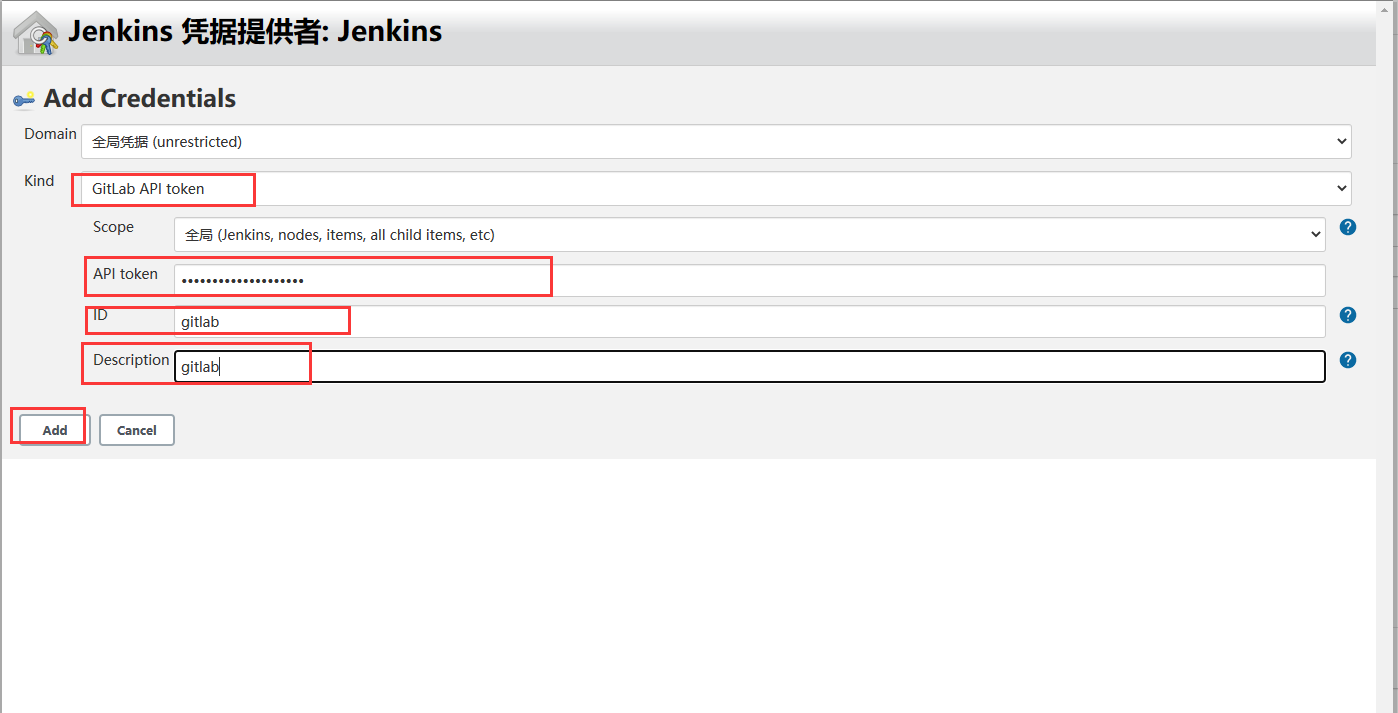 Jenkins 凭据提供者: Jenkins
Add Credentials
Domain
全局凭据 (unrestricted)
Kind
GitLab API token
Scope
全局 (Jenkins, nodes, items, all child items, etc)
?
API token
••••••••••••••••••••
ID
gitlab
?
Description
gitlab
?
Add
Cancel